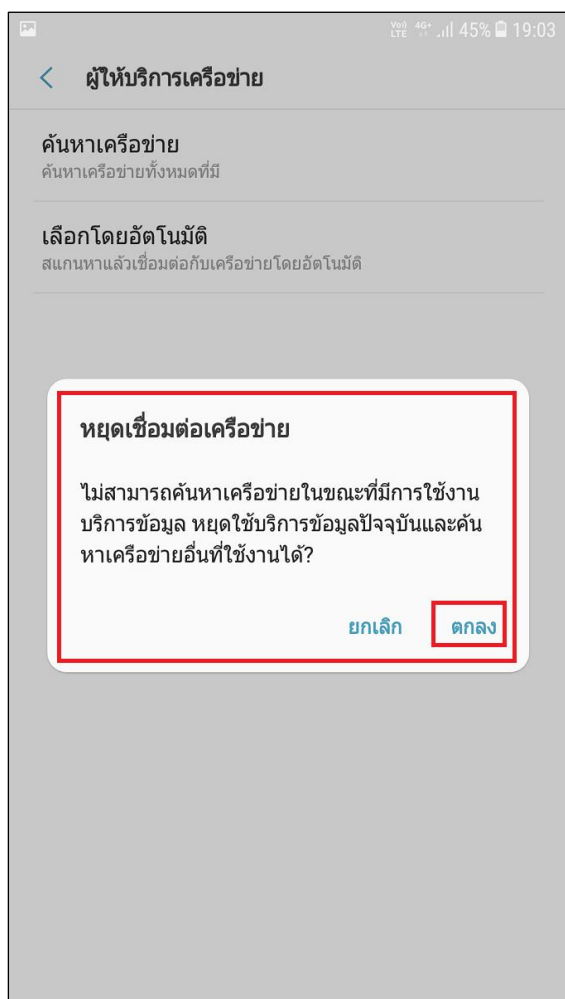 VoLTE 4G+ 45% 19:03
ผู้ให้บริการเครือข่าย
ค้นหาเครือข่าย
ค้นหาเครือข่ายทั้งหมดที่มี
เลือกโดยอัตโนมัติ
สแกนหาแล้วเชื่อมต่อกับเครือข่ายโดยอัตโนมัติ
หยุดเชื่อมต่อเครือข่าย
ไม่สามารถค้นหาเครือข่ายในขณะที่มีการใช้งาน
บริการข้อมูล หยุดใช้บริการข้อมูลปัจจุบันและค้น
หาเครือข่ายอื่นที่ใช้งานได้?
ยกเลิก ตกลง